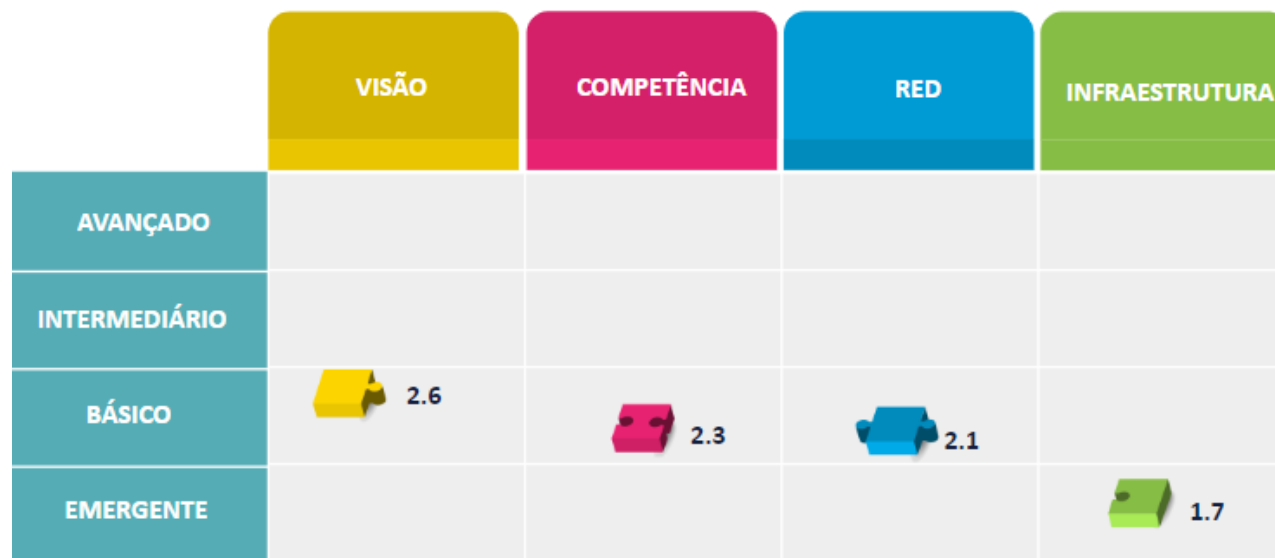 VISÃO
COMPETÊNCIA
RED
INFRAESTRUTURA
AVANÇADO
INTERMEDIÁRIO
BÁSICO
2.6
2.3
2.1
EMERGENTE
1.7